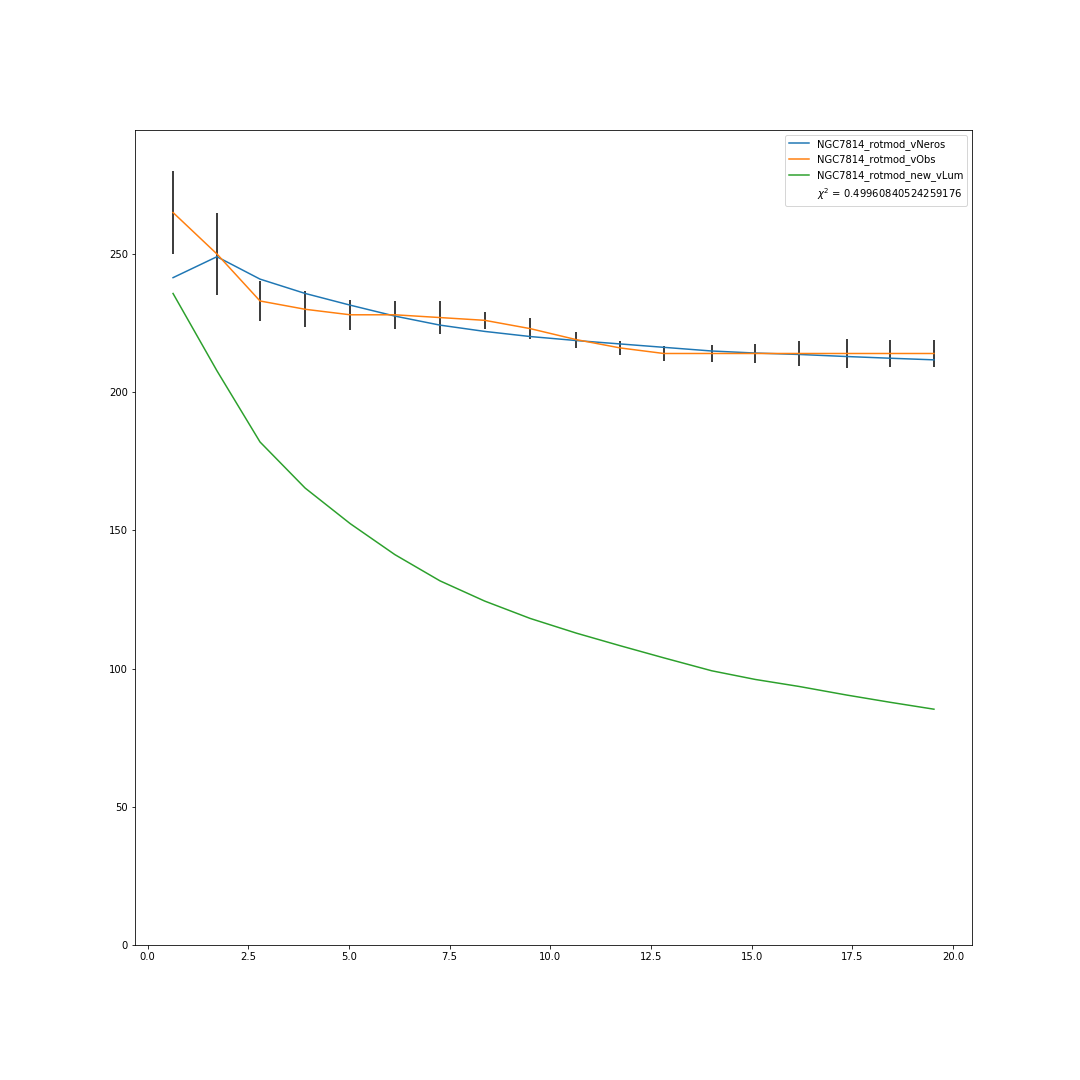 NGC7814_rotmod_vNeros
NGC7814_rotmod_vObs
NGC7814_rotmod_new_vLum
χ² = 0.49960840524259176
250
200
150
100
50
0
0.0 2.5 5.0 7.5 10.0 12.5 15.0 17.5 20.0